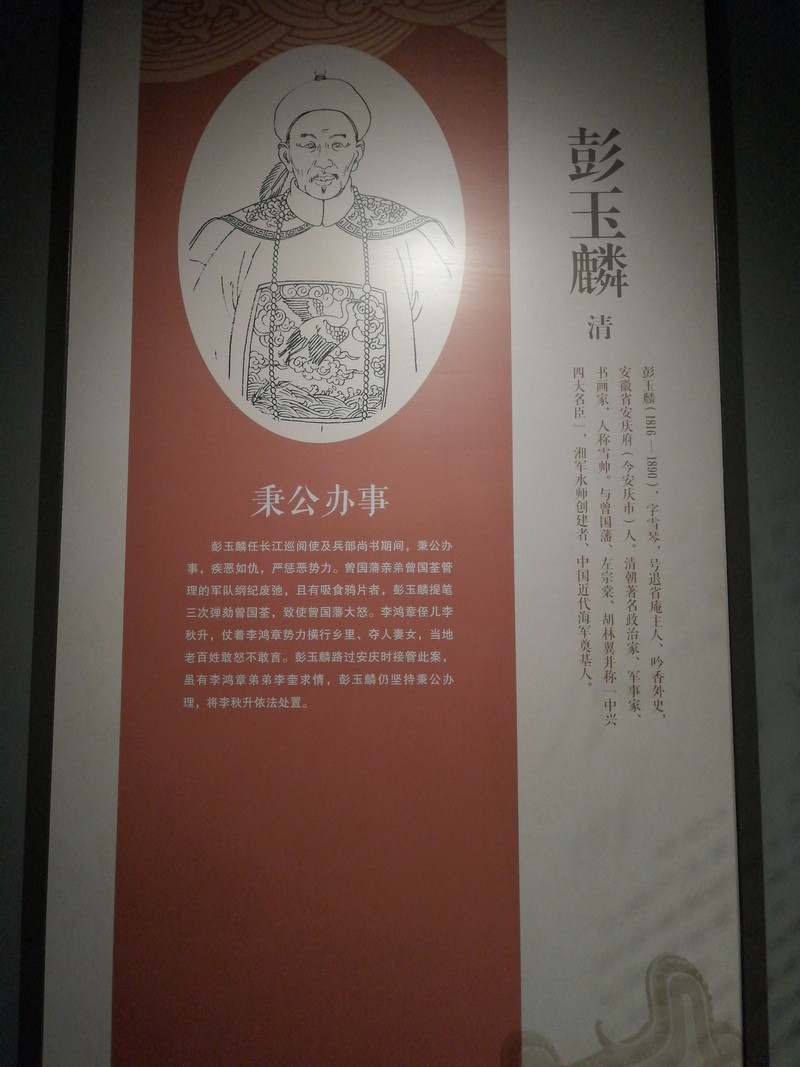 彭玉麟
清
彭玉麟（1816—1890），字雪琴，号退省庵主人、吟香外史，
安徽省安庆府（今安庆市）人。清朝著名政治家、军事家、
书画家，人称雪帅。与曾国藩、左宗棠、胡林翼并称「中兴
四大名臣」，湘军水师创建者、中国近代海军奠基人。
秉公办事
彭玉麟任长江巡阅使及兵部尚书期间，秉公办
事，疾恶如仇，严惩恶势力。曾国藩亲弟曾国荃管
理的军队纲纪废弛，且有吸食鸦片者，彭玉麟提笔
三次弹劾曾国荃，致使曾国藩大怒。李鸿章侄儿李
秋升，仗着李鸿章势力横行乡里、夺人妻女，当地
老百姓敢怒不敢言。彭玉麟路过安庆时接管此案，
虽有李鸿章弟弟李奎求情，彭玉麟仍坚持秉公办
理，将李秋升依法处置。